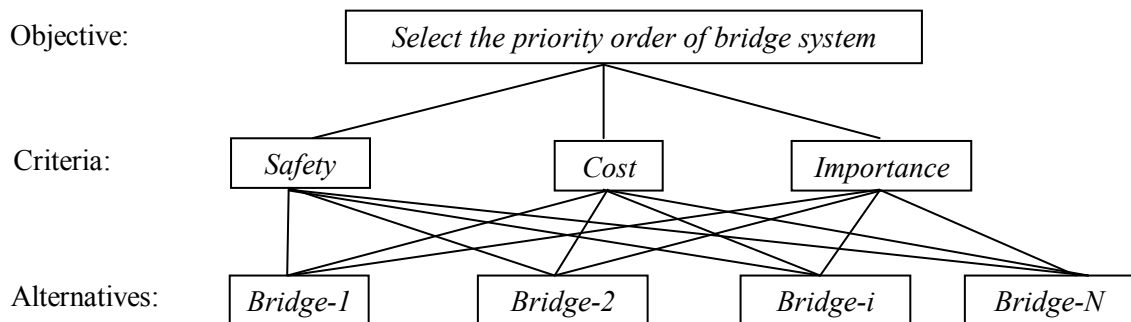 Objective:
Select the priority order of bridge system
Criteria:
Safety
Cost
Importance
Alternatives:
Bridge-1
Bridge-2
Bridge-i
Bridge-N